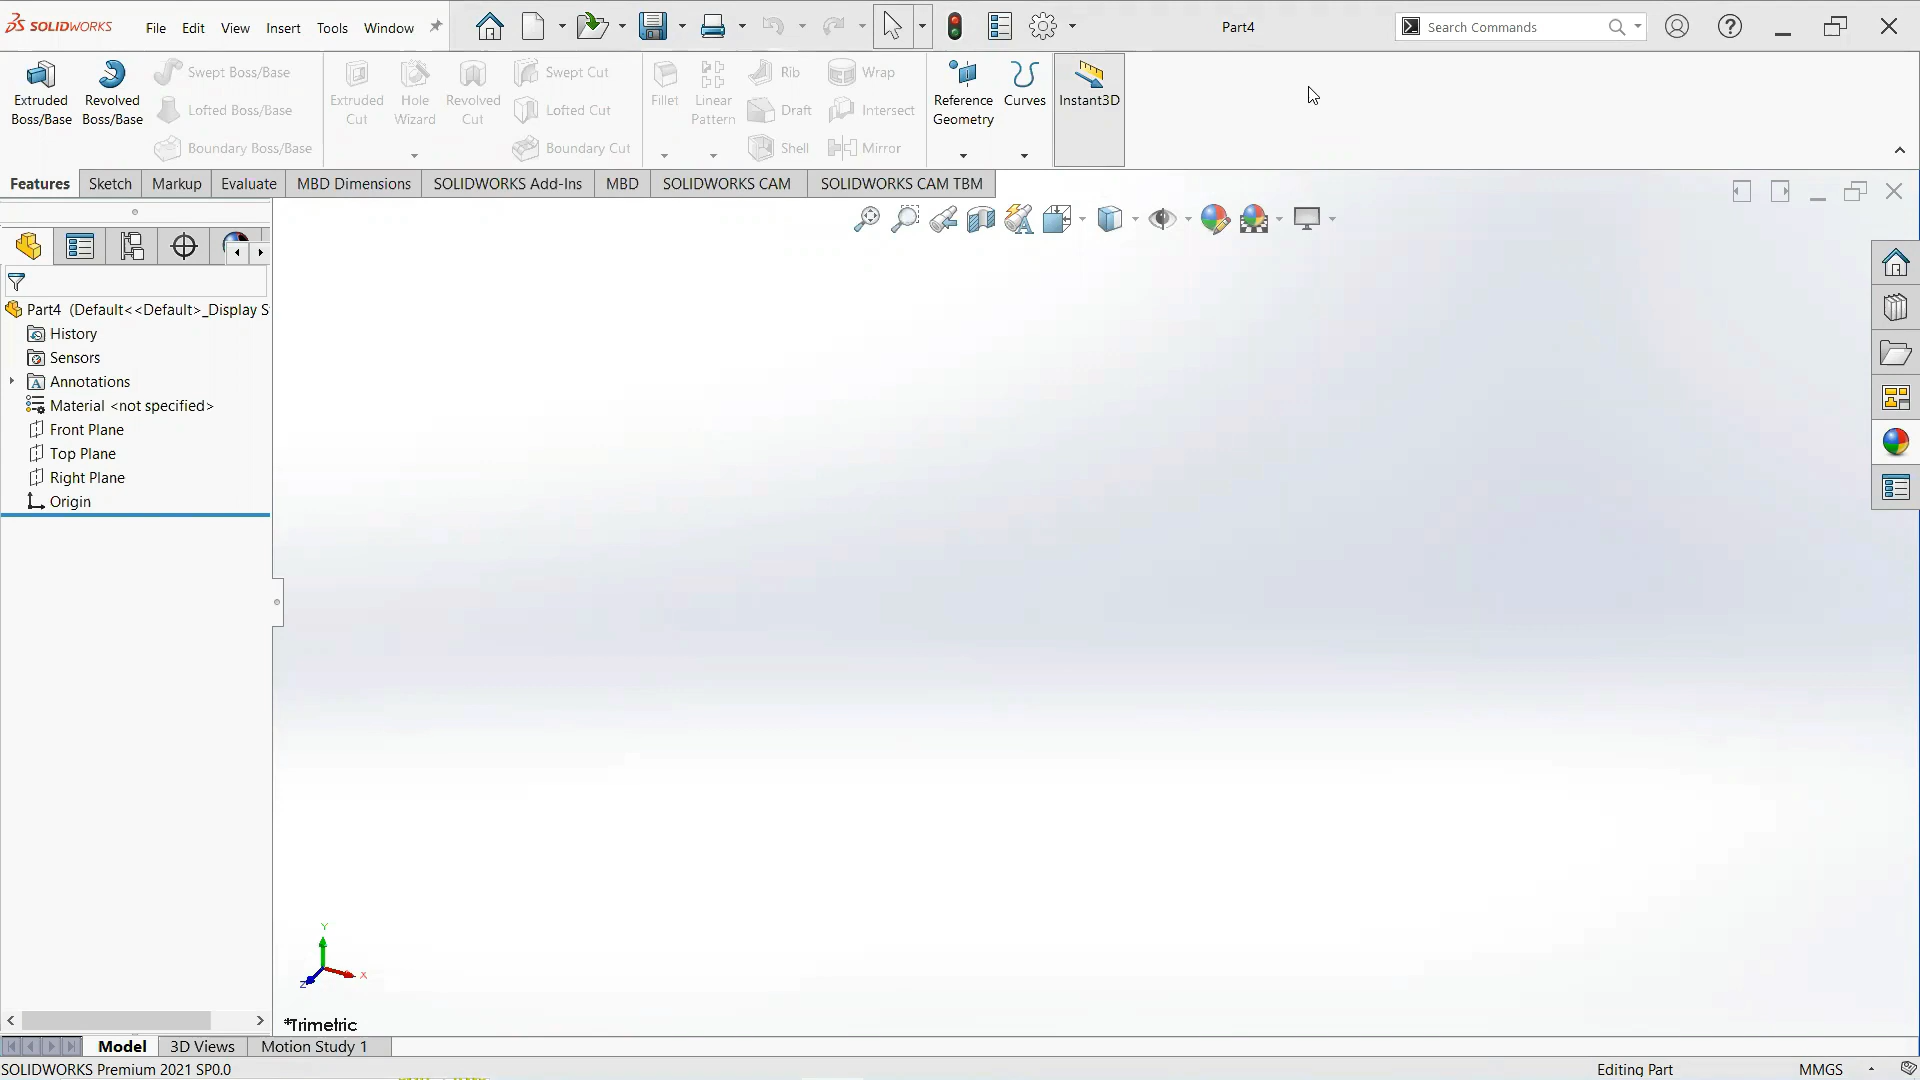 SOLIDWORKS File Edit View Insert Tools Window Part4 Search Commands
Extruded Boss/Base
Revolved Boss/Base
Swept Boss/Base
Lofted Boss/Base
Boundary Boss/Base
Extruded Cut
Hole Wizard
Revolved Cut
Swept Cut
Lofted Cut
Boundary Cut
Fillet
Linear Pattern
Rib
Draft
Shell
Wrap
Intersect
Mirror
Reference Geometry
Curves
Instant3D
Features Sketch Markup Evaluate MBD Dimensions SOLIDWORKS Add-Ins MBD SOLIDWORKS CAM SOLIDWORKS CAM TBM
Part4 (Default<<Default>_Display S
History
Sensors
Annotations
Material <not specified>
Front Plane
Top Plane
Right Plane
Origin
Y
X
Z
*Trimetric
Model 3D Views Motion Study 1
SOLIDWORKS Premium 2021 SP0.0 Editing Part MMGS